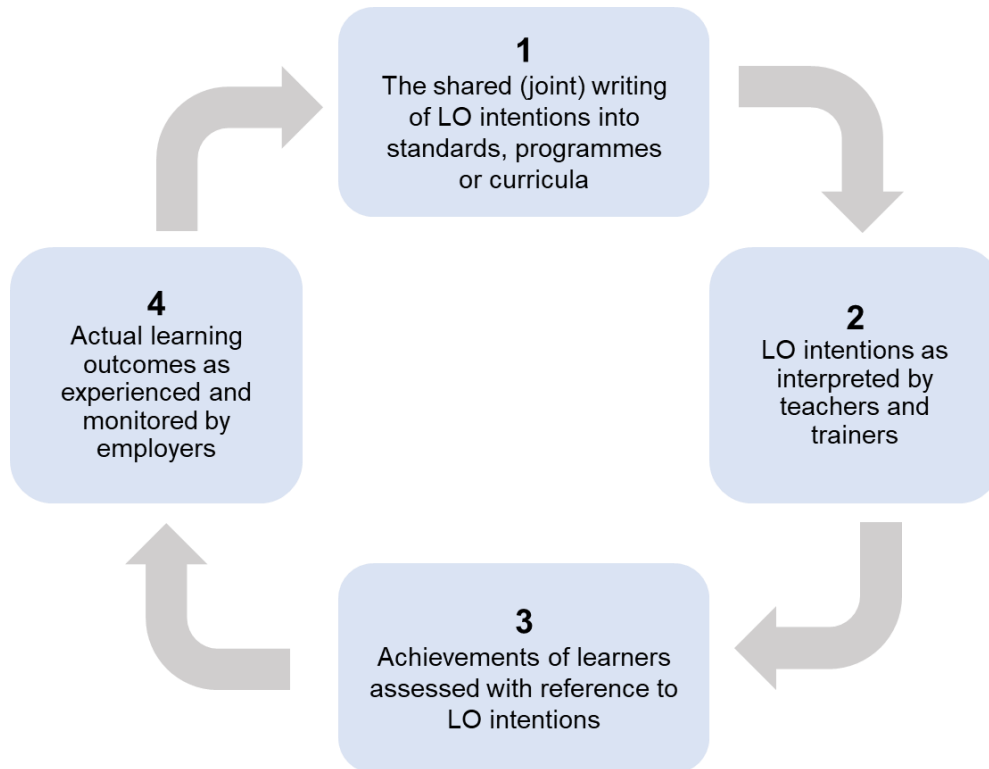 1
The shared (joint) writing
of LO intentions into
standards, programmes
or curricula
2
LO intentions as
interpreted by
teachers and
trainers
3
Achievements of learners
assessed with reference to
LO intentions
4
Actual learning
outcomes as
experienced and
monitored by
employers